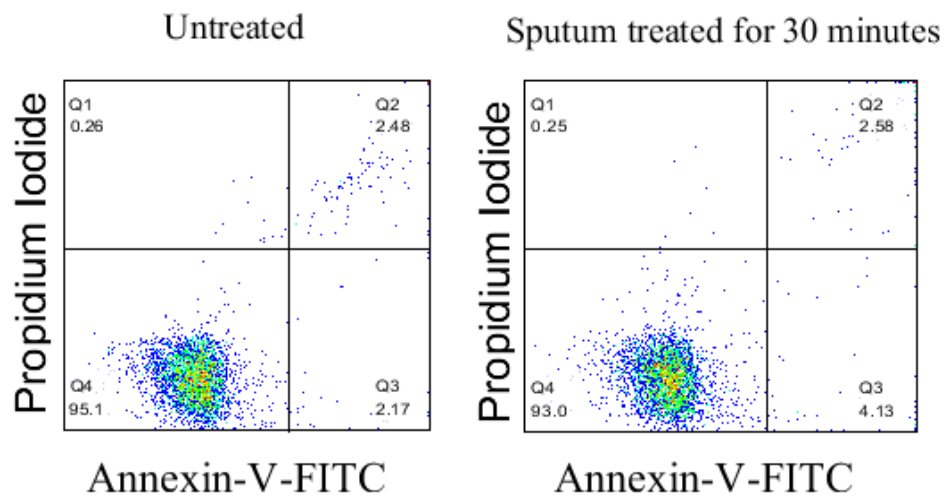 Untreated
Sputum treated for 30 minutes
Propidium Iodide
Q1
0.26
Q2
2.48
Q4
95.1
Q3
2.17
Annexin-V-FITC
Propidium Iodide
Q1
0.25
Q2
2.58
Q4
93.0
Q3
4.13
Annexin-V-FITC